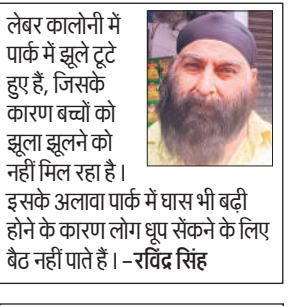 लेबर कालोनी में
पार्क में झूले टूटे
हुए हैं, जिसके
कारण बच्चों को
झूला झूलने को
नहीं मिल रहा है।
इसके अलावा पार्क में घास भी बढ़ी
होने के कारण लोग धूप सेंकने के लिए
बैठ नहीं पाते हैं। -रविंद्र सिंह